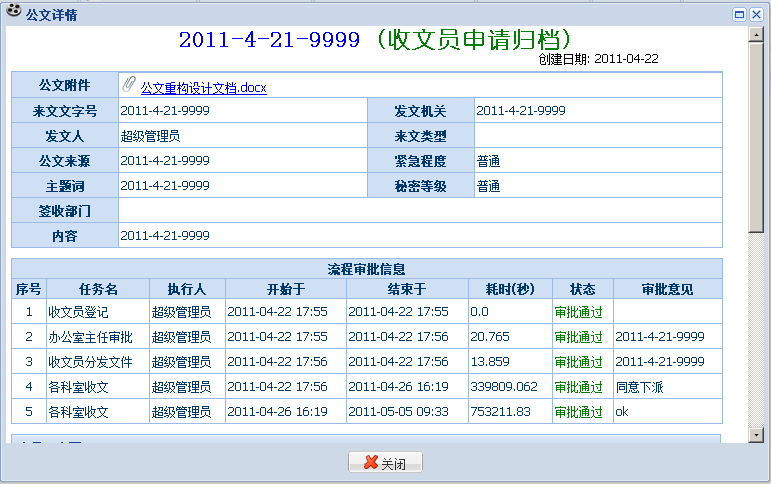 公文详情
2011-4-21-9999 (收文员申请归档)
创建日期: 2011-04-22
公文附件 公文重构设计文档.docx
来文文字号 2011-4-21-9999 发文机关 2011-4-21-9999
发文人 超级管理员 来文类型
公文来源 2011-4-21-9999 紧急程度 普通
主题词 2011-4-21-9999 秘密等级 普通
签收部门
内容 2011-4-21-9999
流程审批信息
序号 任务名 执行人 开始于 结束于 耗时(秒) 状态 审批意见
1 收文员登记 超级管理员 2011-04-22 17:55 2011-04-22 17:55 0.0 审批通过
2 办公室主任审批 超级管理员 2011-04-22 17:55 2011-04-22 17:56 20.765 审批通过 2011-4-21-9999
3 收文员分发文件 超级管理员 2011-04-22 17:56 2011-04-22 17:56 13.859 审批通过 2011-4-21-9999
4 各科室收文 超级管理员 2011-04-22 17:56 2011-04-26 16:19 339809.062 审批通过 同意下派
5 各科室收文 超级管理员 2011-04-26 16:19 2011-05-05 09:33 753211.83 审批通过 ok
关闭